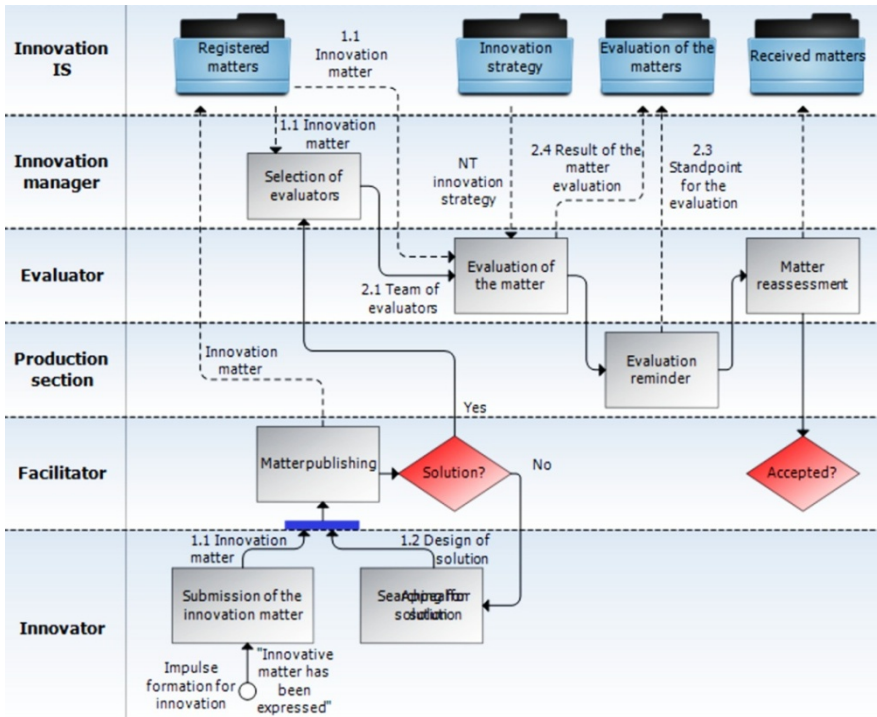 Innovation
IS
Registered
matters
1.1
Innovation
matter
Innovation
strategy
Evaluation of the
matters
Received matters
Innovation
manager
1.1 Innovation
matter
Selection of
evaluators
NT
innovation
strategy
2.4 Result of the
matter
evaluation
2.3
Standpoint
for the
evaluation
Evaluator
2.1 Team of
evaluators
Evaluation of
the matter
Matter
reassessment
Production
section
Innovation
matter
Evaluation
reminder
Yes
Facilitator
Matterpublishing
Solution?
No
Accepted?
1.1 Innovation
matter
1.2 Design of
solution
Innovator
Submission of the
innovation matter
Searching for
solution
Impulse
formation for
innovation
"Innovative
matter has
been
expressed"